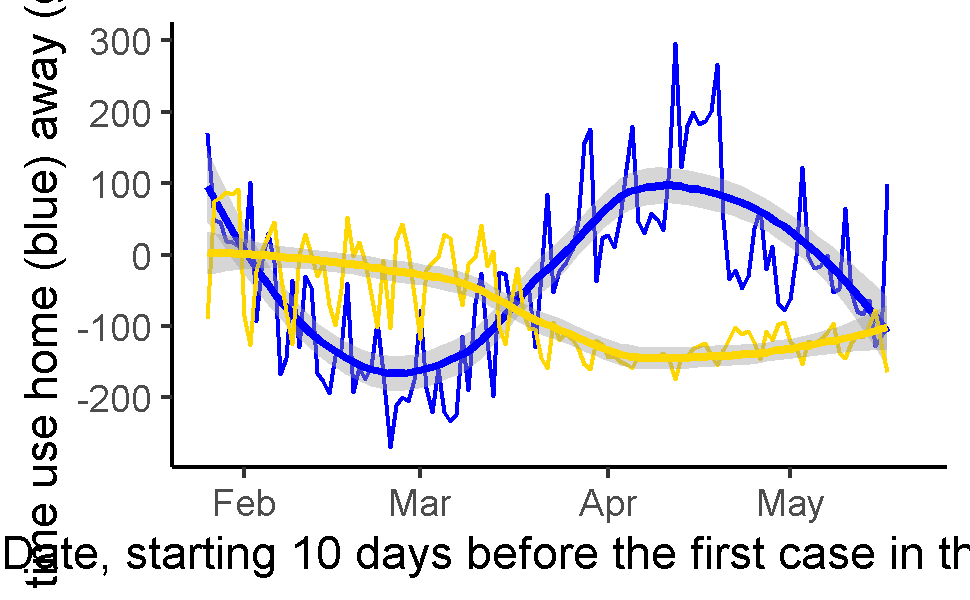 time use home (blue) away (
300
200
100
0
-100
-200
Feb Mar Apr May
Date, starting 10 days before the first case in th